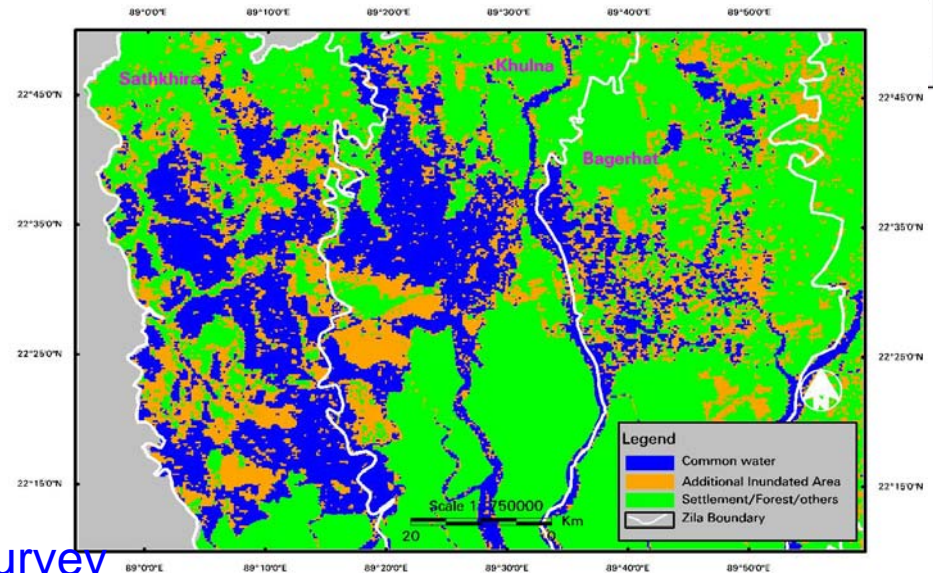 89°0'0"E 89°10'0"E 89°20'0"E 89°30'0"E 89°40'0"E 89°50'0"E
Sathkhira Khulna
22°45'0"N 22°45'0"N
Bagerhat
22°35'0"N 22°35'0"N
22°25'0"N 22°25'0"N
N
Legend
Common water
Additional Inundated Area
Settlement/Forest/others
Zila Boundary
22°15'0"N 22°15'0"N
Km
20 0
urvey
89°0'0"E 89°10'0"E 89°20'0"E 89°30'0"E 89°40'0"E 89°50'0"E